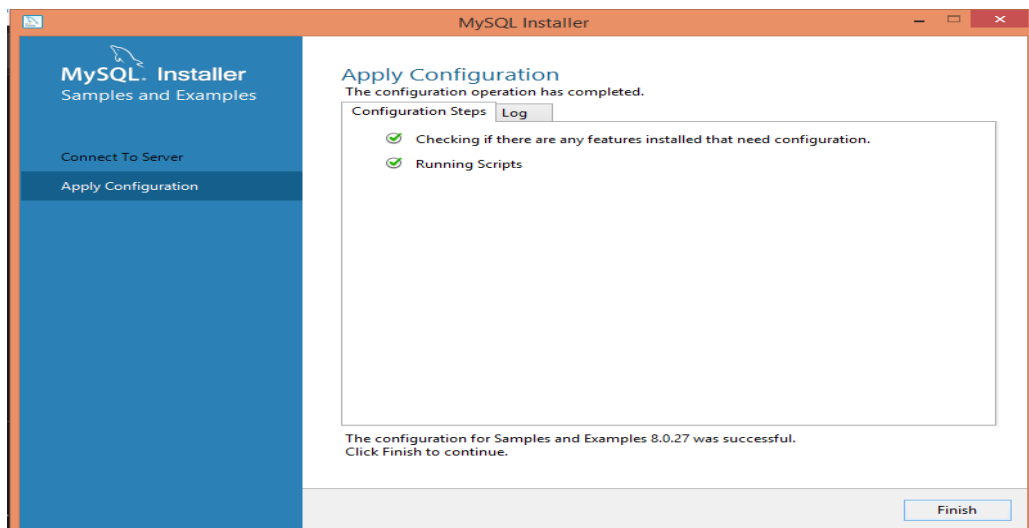 MySQL Installer
MySQL. Installer
Samples and Examples
Connect To Server
Apply Configuration
Apply Configuration
The configuration operation has completed.
Configuration Steps
Log
Checking if there are any features installed that need configuration.
Running Scripts
The configuration for Samples and Examples 8.0.27 was successful.
Click Finish to continue.
Finish